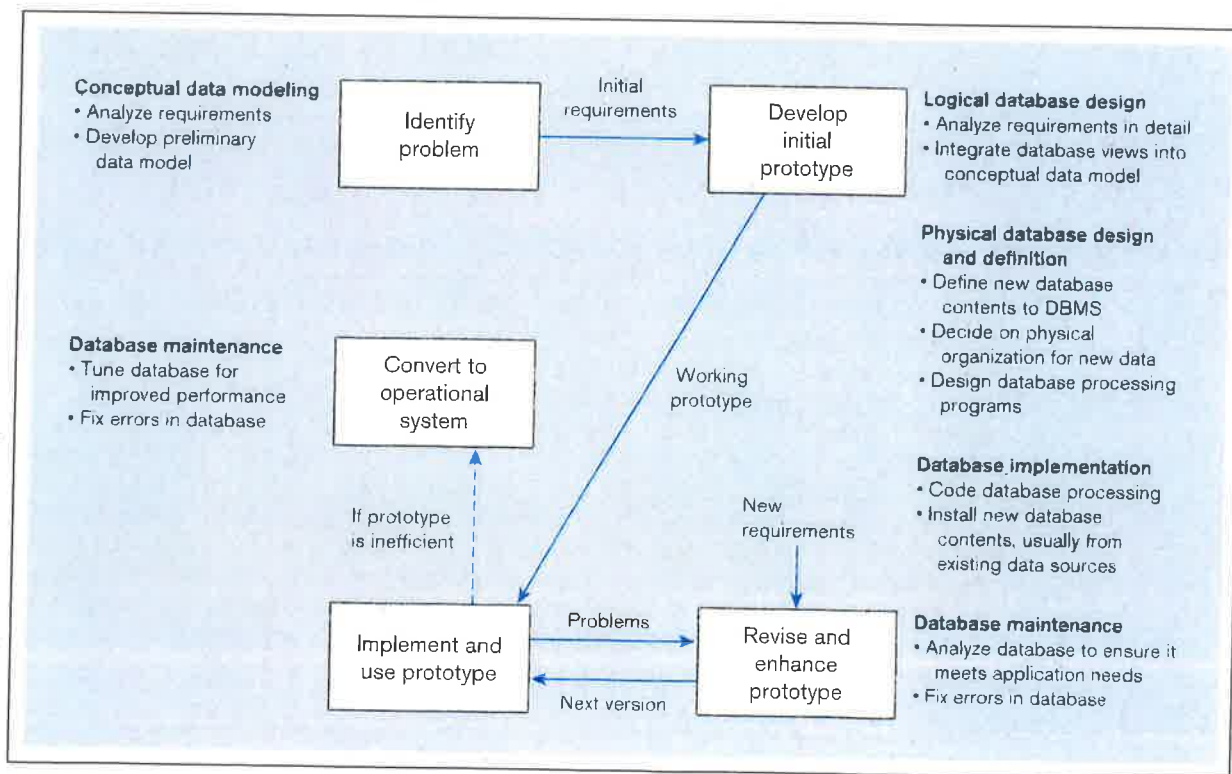 Conceptual data modeling
• Analyze requirements
• Develop preliminary
data model
Identify
problem
Initial
requirements
Develop
initial
prototype
Logical database design
• Analyze requirements in detail
• Integrate database views into
conceptual data model
Physical database design
and definition
• Define new database
contents to DBMS
• Decide on physical
organization for new data
• Design database processing
programs
Database maintenance
• Tune database for
improved performance
• Fix errors in database
Convert to
operational
system
Working
prototype
Database implementation
• Code database processing
• Install new database
contents, usually from
existing data sources
If prototype
is inefficient
New
requirements
Implement and
use prototype
Problems
Next version
Revise and
enhance
prototype
Database maintenance
• Analyze database to ensure it
meets application needs
• Fix errors in database